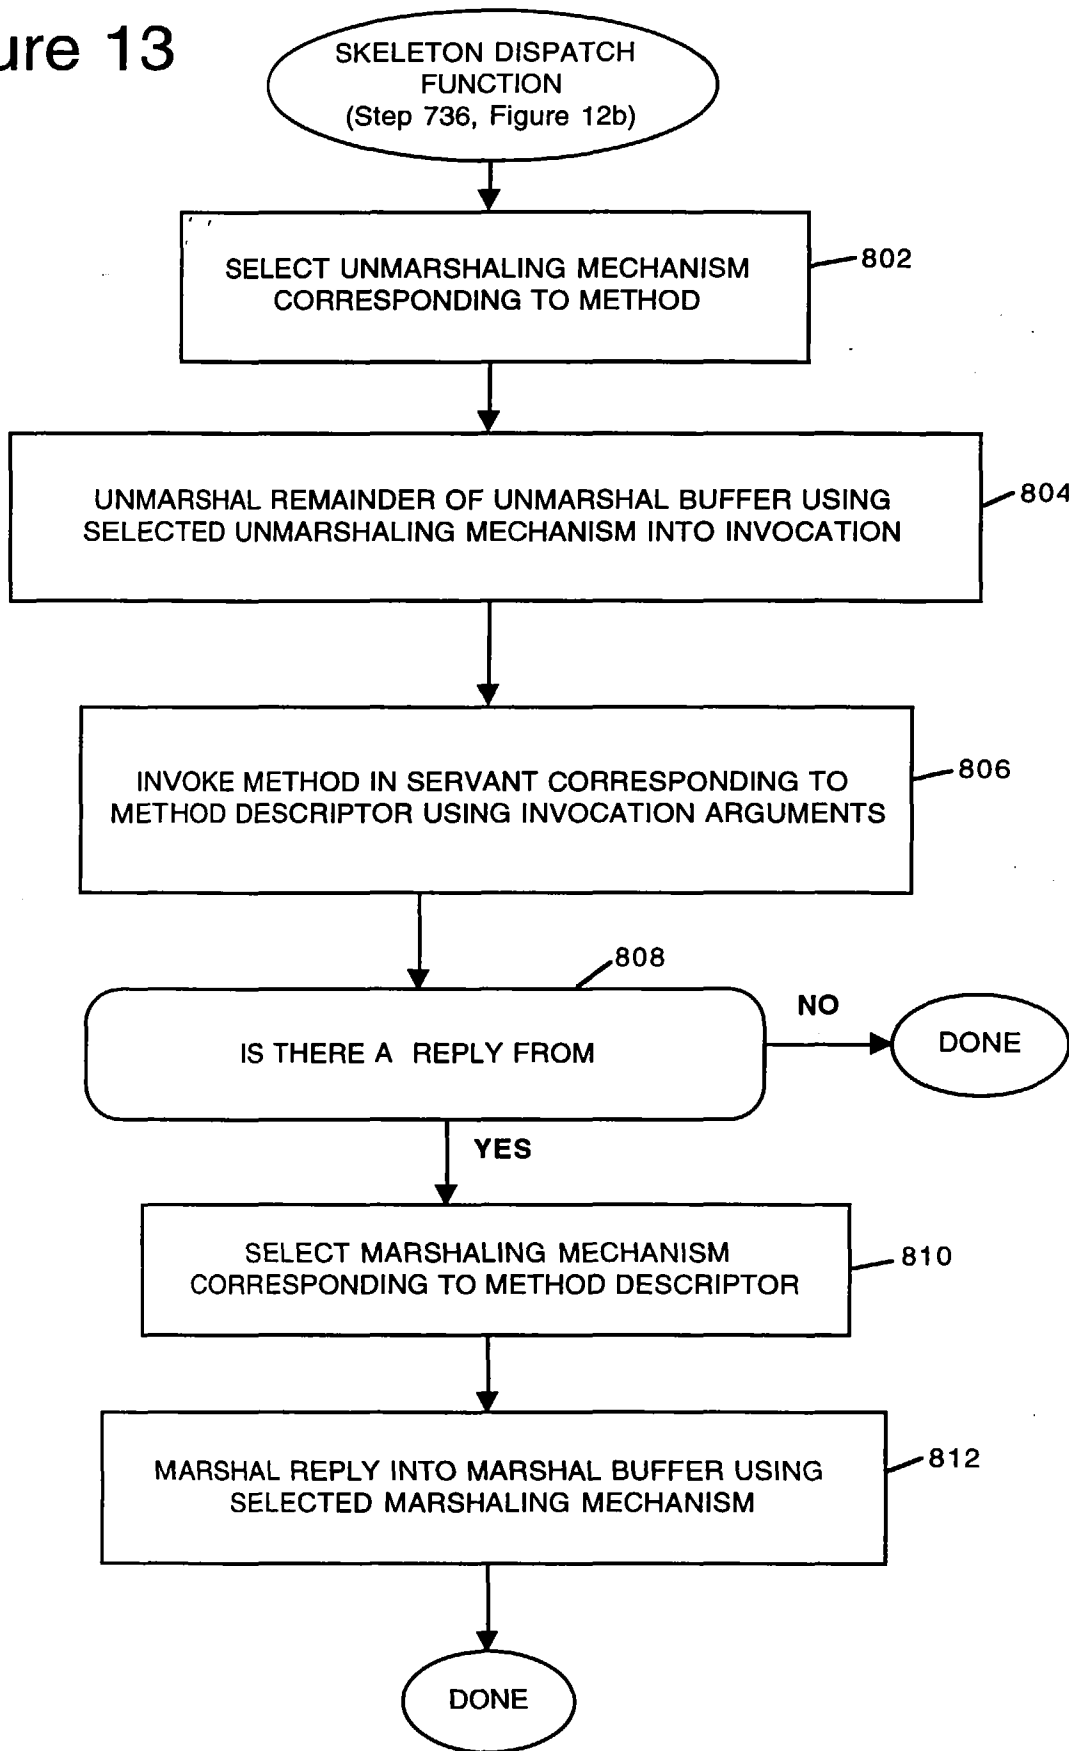 ure 13
SKELETON DISPATCH
FUNCTION
(Step 736, Figure 12b)
SELECT UNMARSHALING MECHANISM
CORRESPONDING TO METHOD
802
UNMARSHAL REMAINDER OF UNMARSHAL BUFFER USING
SELECTED UNMARSHALING MECHANISM INTO INVOCATION
804
INVOKE METHOD IN SERVANT CORRESPONDING TO
METHOD DESCRIPTOR USING INVOCATION ARGUMENTS
806
808
IS THERE A REPLY FROM
NO
DONE
YES
SELECT MARSHALING MECHANISM
CORRESPONDING TO METHOD DESCRIPTOR
810
MARSHAL REPLY INTO MARSHAL BUFFER USING
SELECTED MARSHALING MECHANISM
812
DONE